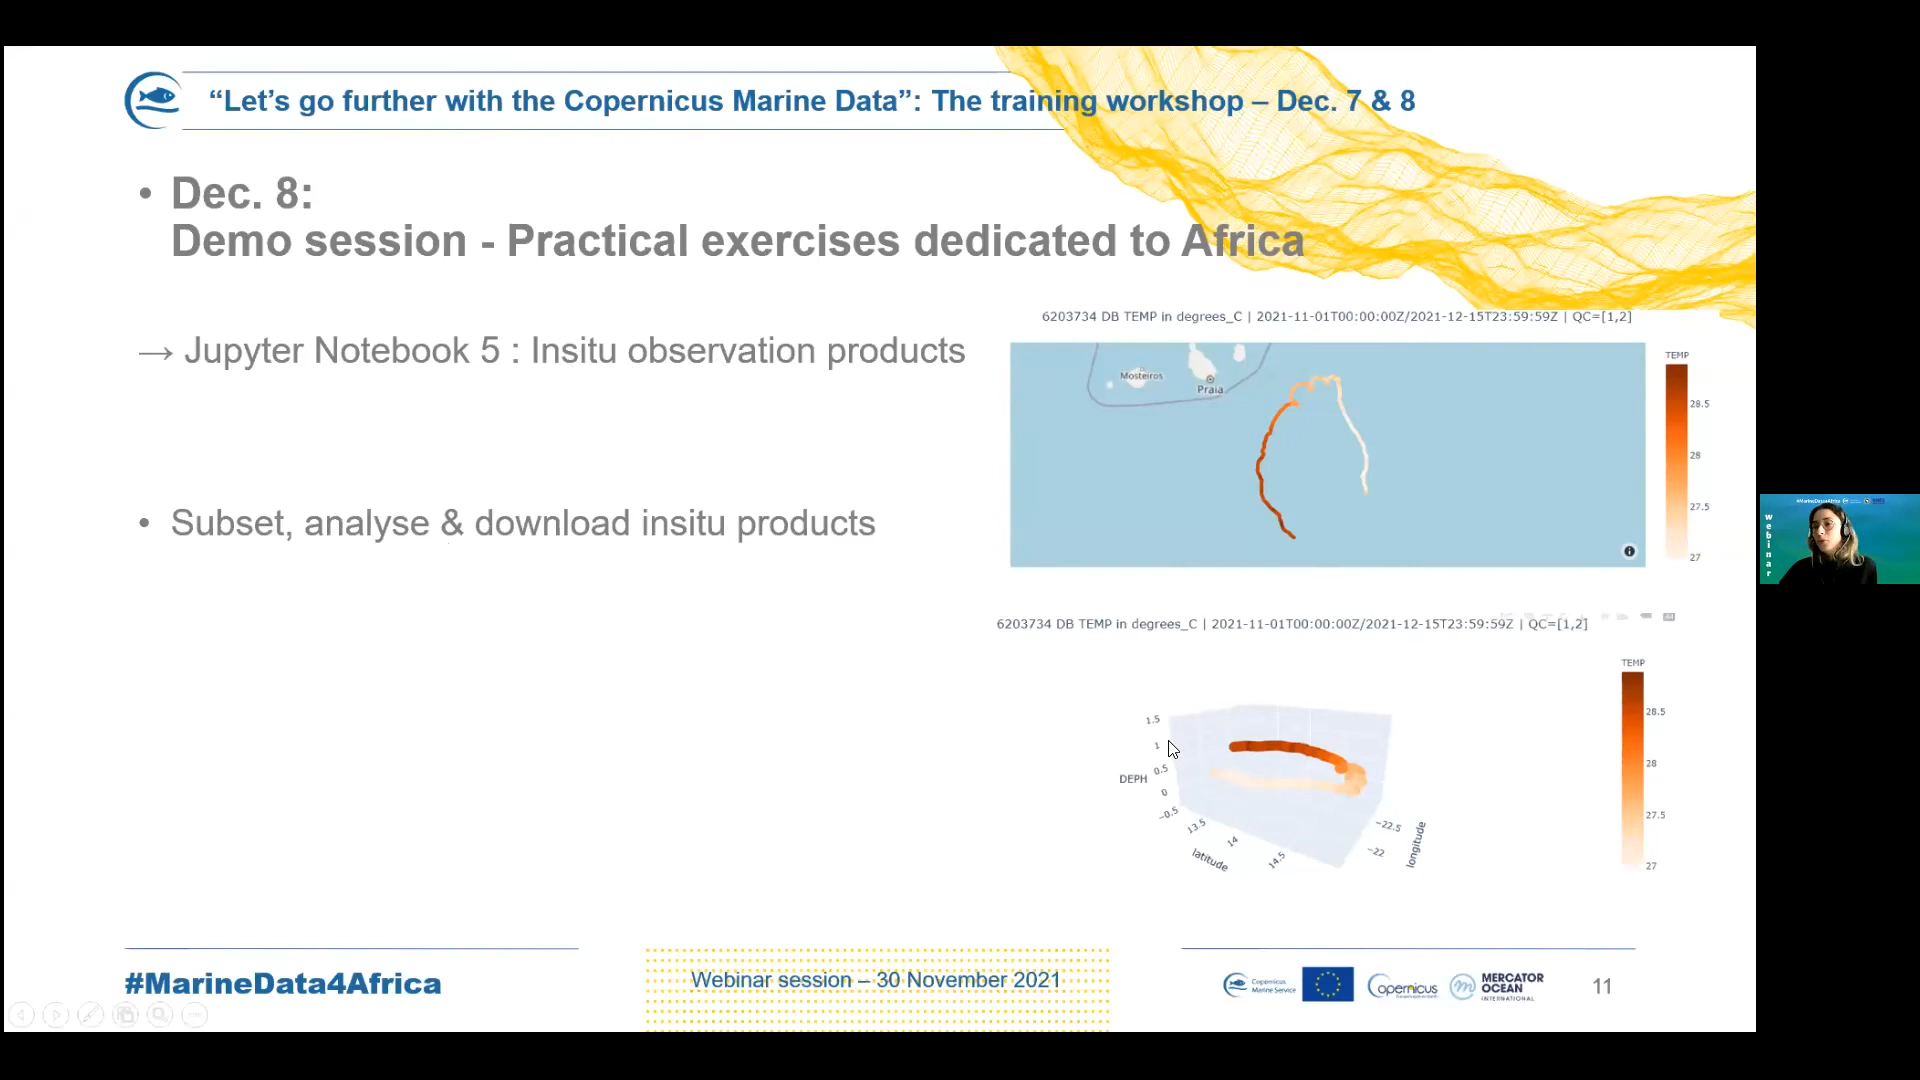 “Let’s go further with the Copernicus Marine Data”: The training workshop – Dec. 7 & 8
• Dec. 8:
Demo session - Practical exercises dedicated to Africa
→ Jupyter Notebook 5 : Insitu observation products
• Subset, analyse & download insitu products
6203734 DB TEMP in degrees_C | 2021-11-01T00:00:00Z/2021-12-15T23:59:59Z | QC=[1,2]
Mosteiros
Praia
TEMP
28.5
28
27.5
27
6203734 DB TEMP in degrees_C | 2021-11-01T00:00:00Z/2021-12-15T23:59:59Z | QC=[1,2]
TEMP
28.5
28
27.5
27
1.5
1
0.5
0
−0.5
DEPH
13.5
14
14.5
latitude
−22.5
−22
longitude
#MarineData4Africa
Webinar session – 30 November 2021
Copernicus
Marine Service
opernicus
MERCATOR
OCEAN
INTERNATIONAL
11
webinar